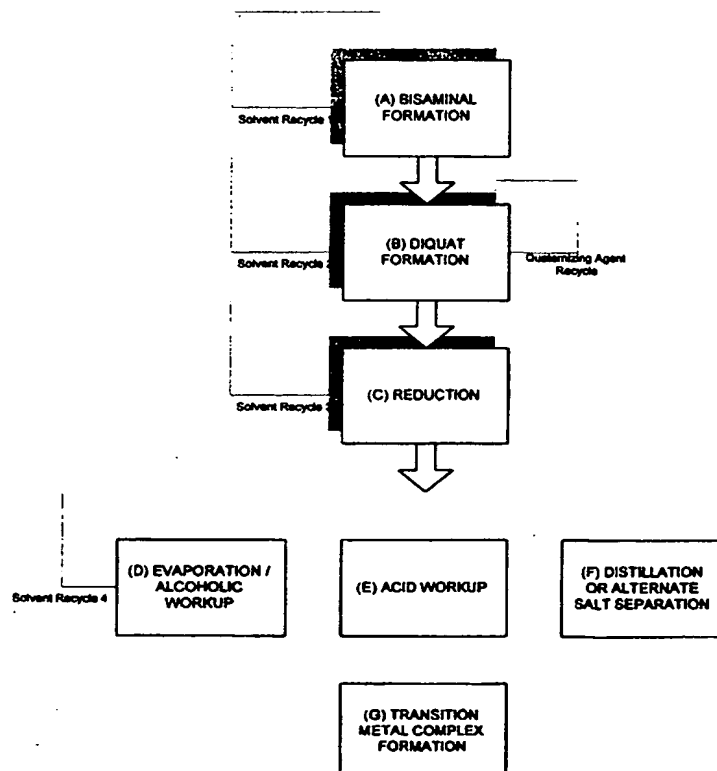 (A) BISAMINAL
FORMATION
Solvent Recycle 1
(B) DIQUAT
FORMATION
Solvent Recycle 2
Quaternizing Agent
Recycle
(C) REDUCTION
Solvent Recycle 3
(D) EVAPORATION /
ALCOHOLIC
WORKUP
Solvent Recycle 4
(E) ACID WORKUP
(F) DISTILLATION
OR ALTERNATE
SALT SEPARATION
(G) TRANSITION
METAL COMPLEX
FORMATION